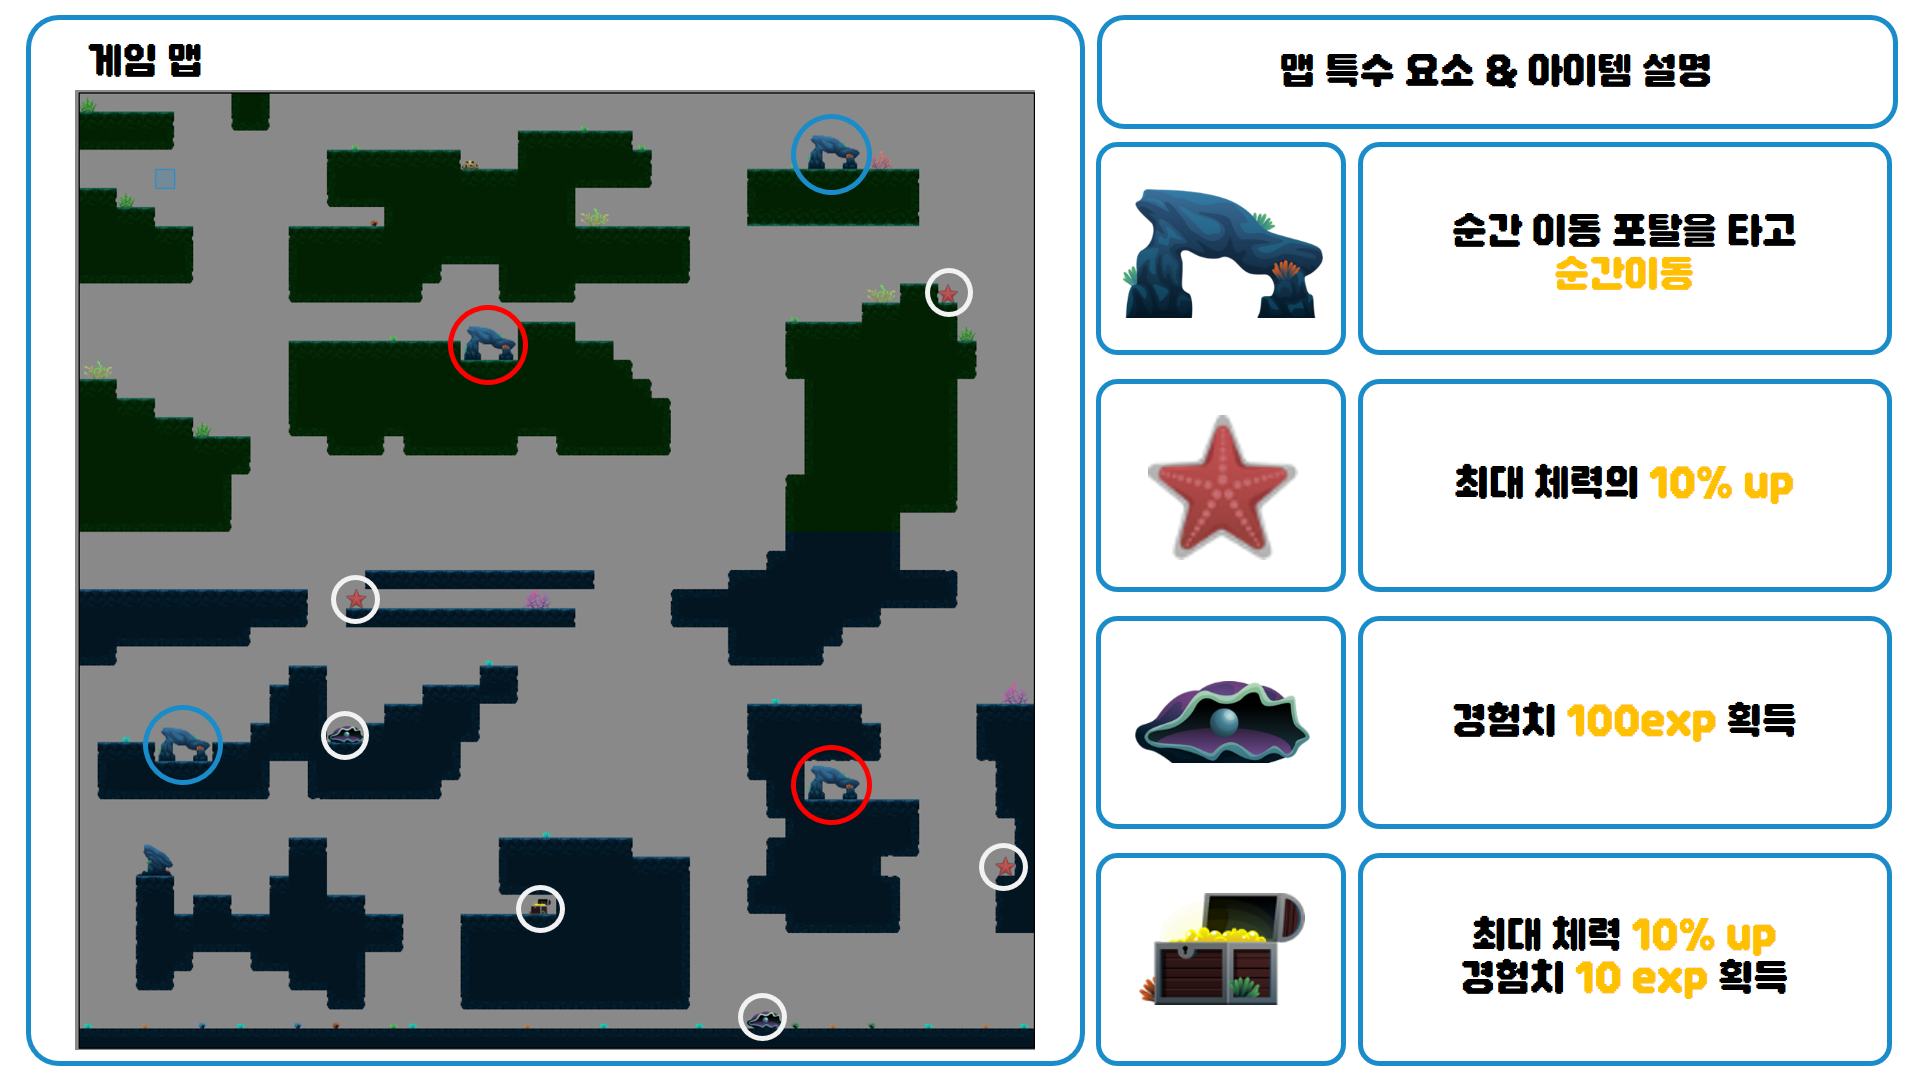 게임 맵
맵 특수 요소 & 아이템 설명
순간 이동 포탈을 타고
순간이동
최대 체력의 10% up
경험치 100exp 획득
최대 체력 10% up
경험치 10 exp 획득